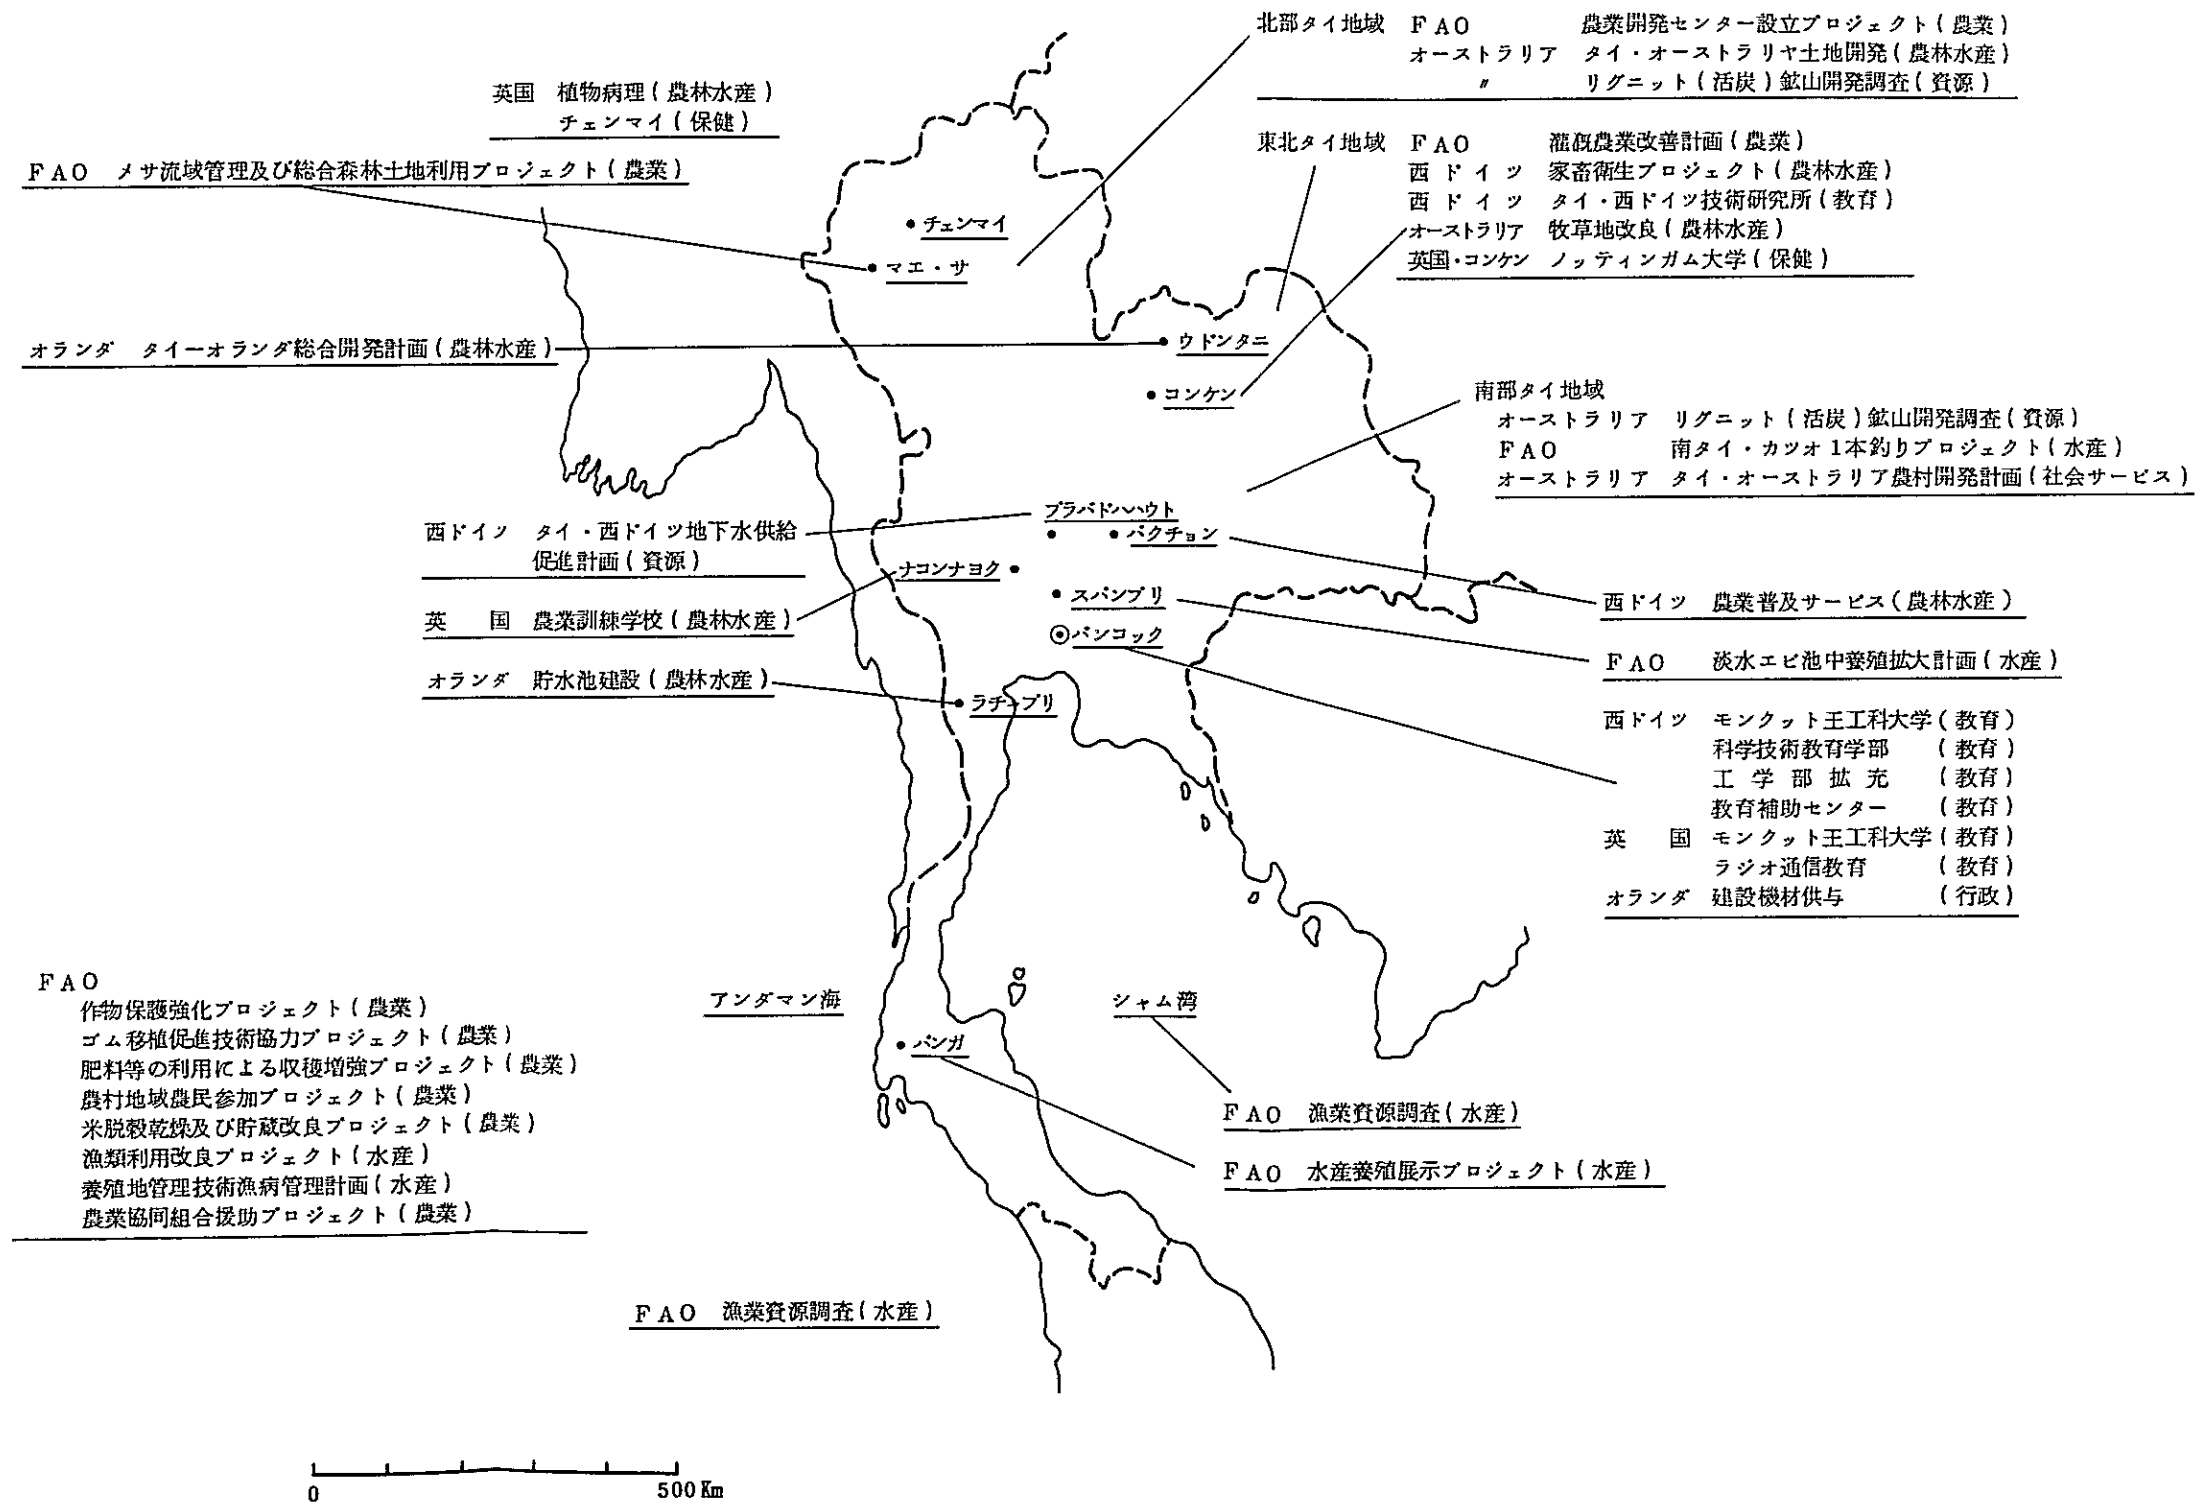 北部タイ地域 FAO 農業開発センター設立プロジェクト(農業)
オーストラリア タイ・オーストラリヤ土地開発(農林水産)
〃 リグニット(活炭)鉱山開発調査(資源)
英国 植物病理(農林水産)
チェンマイ(保健)
東北タイ地域 FAO 灌漑農業改善計画(農業)
西ドイツ 家畜衛生プロジェクト(農林水産)
西ドイツ タイ・西ドイツ技術研究所(教育)
オーストラリア 牧草地改良(農林水産)
英国・コンケン ノッティンガム大学(保健)
FAO メサ流域管理及び総合森林土地利用プロジェクト(農業)
チェンマイ
マエ・サ
オランダ タイーオランダ総合開発計画(農林水産)
ウドンタニ
コンケン
南部タイ地域
オーストラリア リグニット(活炭)鉱山開発調査(資源)
FAO 南タイ・カツオ1本釣りプロジェクト(水産)
オーストラリア タイ・オーストラリア農村開発計画(社会サービス)
プラバドハハウト
西ドイツ タイ・西ドイツ地下水供給
促進計画(資源)
パクチョン
ナコンナヨク
スパンブリ
西ドイツ 農業普及サービス(農林水産)
英国 農業訓練学校(農林水産)
バンコック
FAO 淡水エビ池中養殖拡大計画(水産)
オランダ 貯水池建設(農林水産)
ラチーブリ
西ドイツ モンクット王工科大学(教育)
科学技術教育学部 (教育)
工学部拡充 (教育)
教育補助センター (教育)
英国 モンクット王工科大学(教育)
ラジオ通信教育 (教育)
オランダ 建設機材供与 (行政)
FAO
作物保護強化プロジェクト(農業)
ゴム移植促進技術協力プロジェクト(農業)
肥料等の利用による収穫増強プロジェクト(農業)
農村地域農民参加プロジェクト(農業)
米脱穀乾燥及び貯蔵改良プロジェクト(農業)
漁類利用改良プロジェクト(水産)
養殖地管理技術漁病管理計画(水産)
農業協同組合援助プロジェクト(農業)
アンダマン海
シャム湾
パンガ
FAO 漁業資源調査(水産)
FAO 水産養殖展示プロジェクト(水産)
FAO 漁業資源調査(水産)
0 500Km